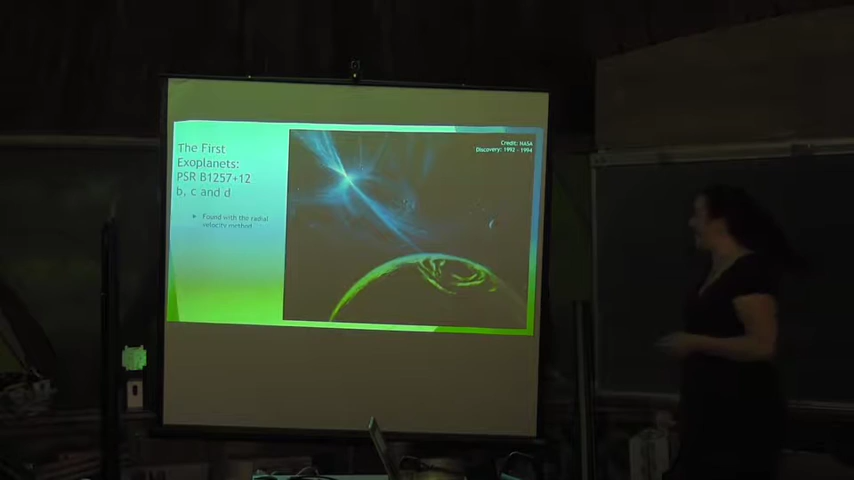 The First
Exoplanets:
PSR B1257+12
b, c and d
Found with the radial
velocity method
Credit: NASA
Discovery: 1992 - 1994